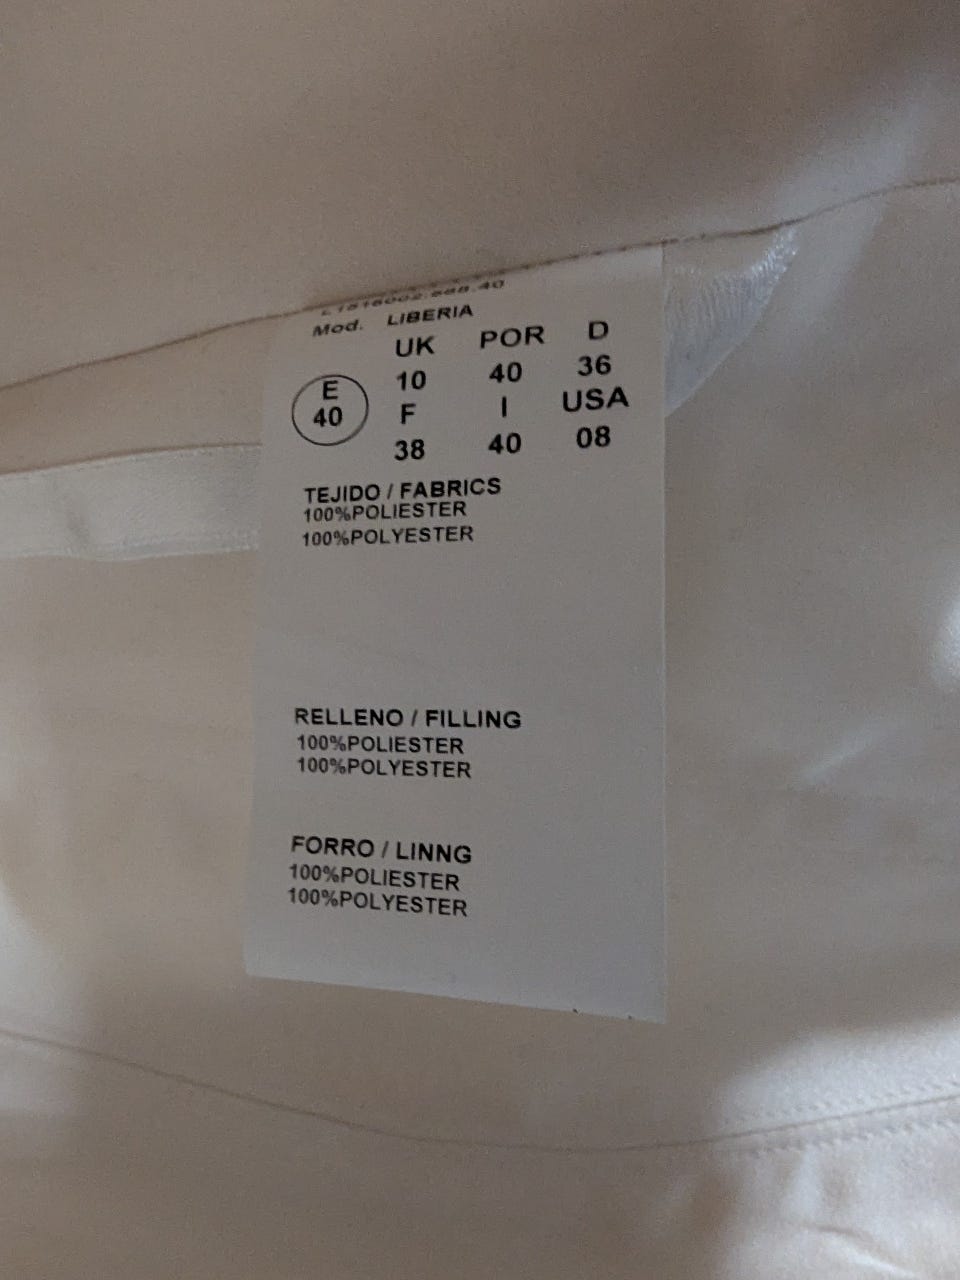 Mod. LIBERIA
UK POR D
10 40 36
E
40
F I USA
38 40 08
TEJIDO / FABRICS
100%POLIESTER
100%POLYESTER
RELLENO / FILLING
100%POLIESTER
100%POLYESTER
FORRO / LINNG
100%POLIESTER
100%POLYESTER